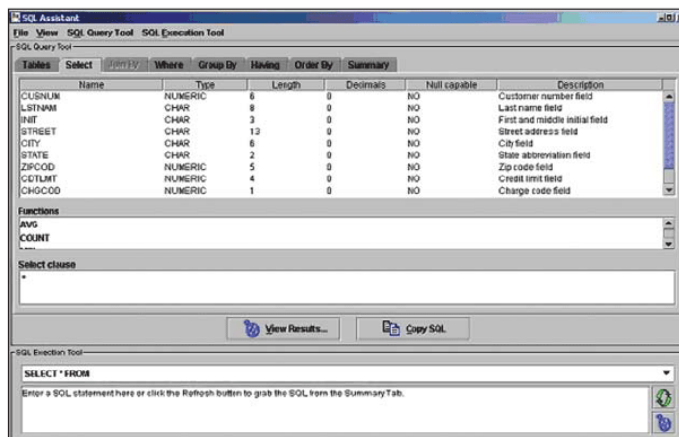 SQL Assistant
File View SQL Query Tool SQL Execution Tool
SQL Query Tool
Tables Select Join By Where Group By Having Order By Summary
Name Type Length Decimals Null capable Description
CUSNUM NUMERIC 6 0 NO Customer number field
LSTNAM CHAR 8 0 NO Last name field
INIT CHAR 3 0 NO First and middle initial field
STREET CHAR 13 0 NO Street address field
CITY CHAR 6 0 NO City field
STATE CHAR 2 0 NO State abbreviation field
ZIPCOD NUMERIC 5 0 NO Zip code field
CDTLMT NUMERIC 4 0 NO Credit limit field
CHGCOD NUMERIC 1 0 NO Charge code field
Functions
AVG
COUNT
Select clause
*
View Results... Copy SQL
SQL Exection Tool
SELECT * FROM
Enter a SQL statement here or click the Refresh button to grab the SQL from the Summary Tab.